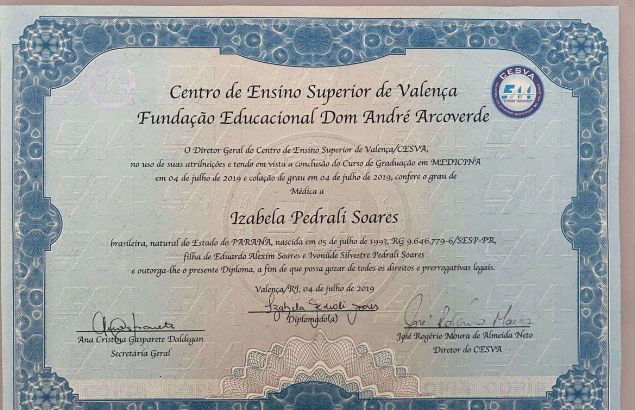 Centro de Ensino Superior de Valença
Fundação Educacional Dom André Arcoverde
CESVA
FAA
O Diretor Geral do Centro de Ensino Superior de Valença/CESVA,
no uso de suas atribuições e tendo em vista a conclusão do Curso de Graduação em MEDICINA
em 04 de julho de 2019 e colação de grau em 04 de julho de 2019, confere o grau de
Médica a
Izabela Pedrali Soares
brasileira, natural do Estado do PARANÁ, nascida em 05 de julho de 1993, RG 9.646.779-6/SESP-PR,
filha de Eduardo Alexim Soares e Ivonilde Silvestre Pedrali Soares
e outorga-lhe o presente Diploma, a fim de que possa gozar de todos os direitos e prerrogativas legais.
Valença/RJ, 04 de julho de 2019
Izabela Pedrali Soares
Diplomado(a)
Ana Cristina Gasparete Daldegan
Secretária Geral
José Rogério Moura de Almeida Neto
Diretor do CESVA